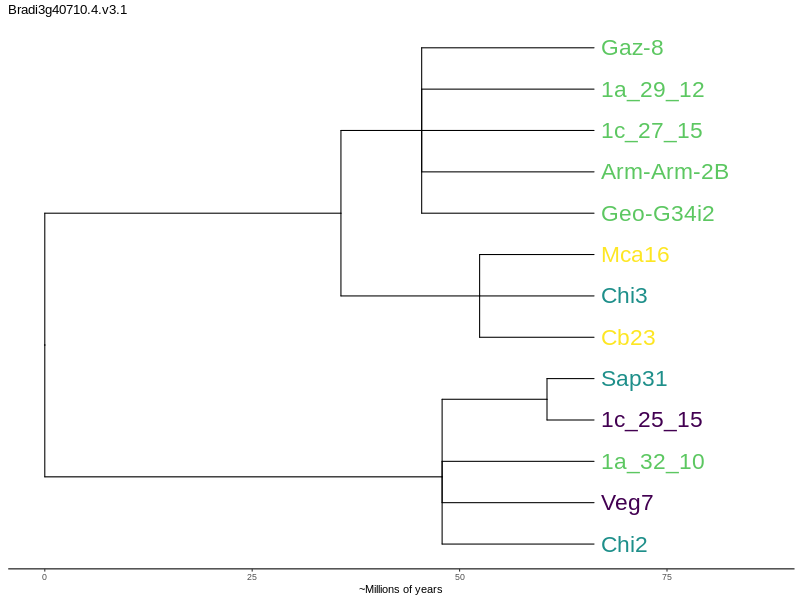 Bradi3g40710.4.v3.1
Gaz-8
1a_29_12
1c_27_15
Arm-Arm-2B
Geo-G34i2
Mca16
Chi3
Cb23
Sap31
1c_25_15
1a_32_10
Veg7
Chi2
0 25 50 75
~Millions of years